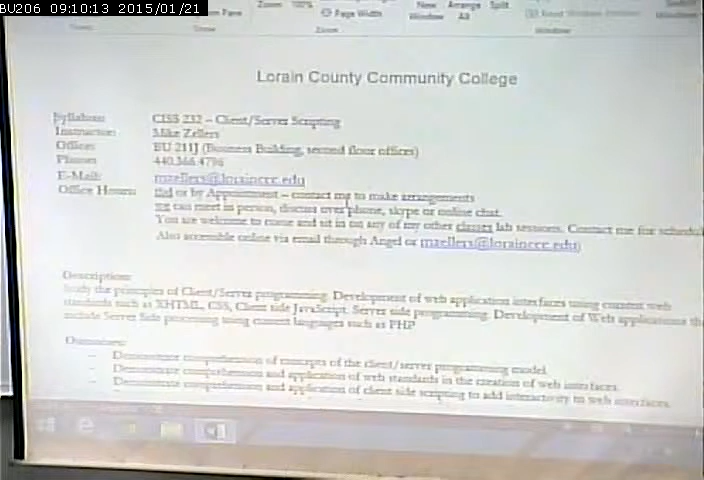 BU206 09:10:13 2015/01/21
Zoom 100% Page Width
New Window Arrange All Split
Zoom
Window
Lorain County Community College
Syllabus: CISS 232 – Client/Server Scripting
Instructor: Mike Zellers
Office: BU 211J (Business Building, second floor offices)
Phone: 440.366.4796
E-Mail: mzellers@lorainccc.edu
Office Hours: tbd or by Appointment – contact me to make arrangements
we can meet in person, discuss over phone, skype or online chat.
You are welcome to come and sit in on any of my other classes lab sessions. Contact me for
Also accessible online via email through Angel or mzellers@lorainccc.edu)
Description:
Study the principles of Client/Server programming. Development of web application interfaces using current web
standards such as XHTML, CSS, Client side JavaScript. Server side programming. Development of Web applications
include Server Side processing using current languages such as PHP
Outcomes:
– Demonstrate comprehension of concepts of the client/server programming model.
– Demonstrate comprehension and application of web standards in the creation of web interfaces.
– Demonstrate comprehension and application of client side scripting to add interactivity to web interfaces.